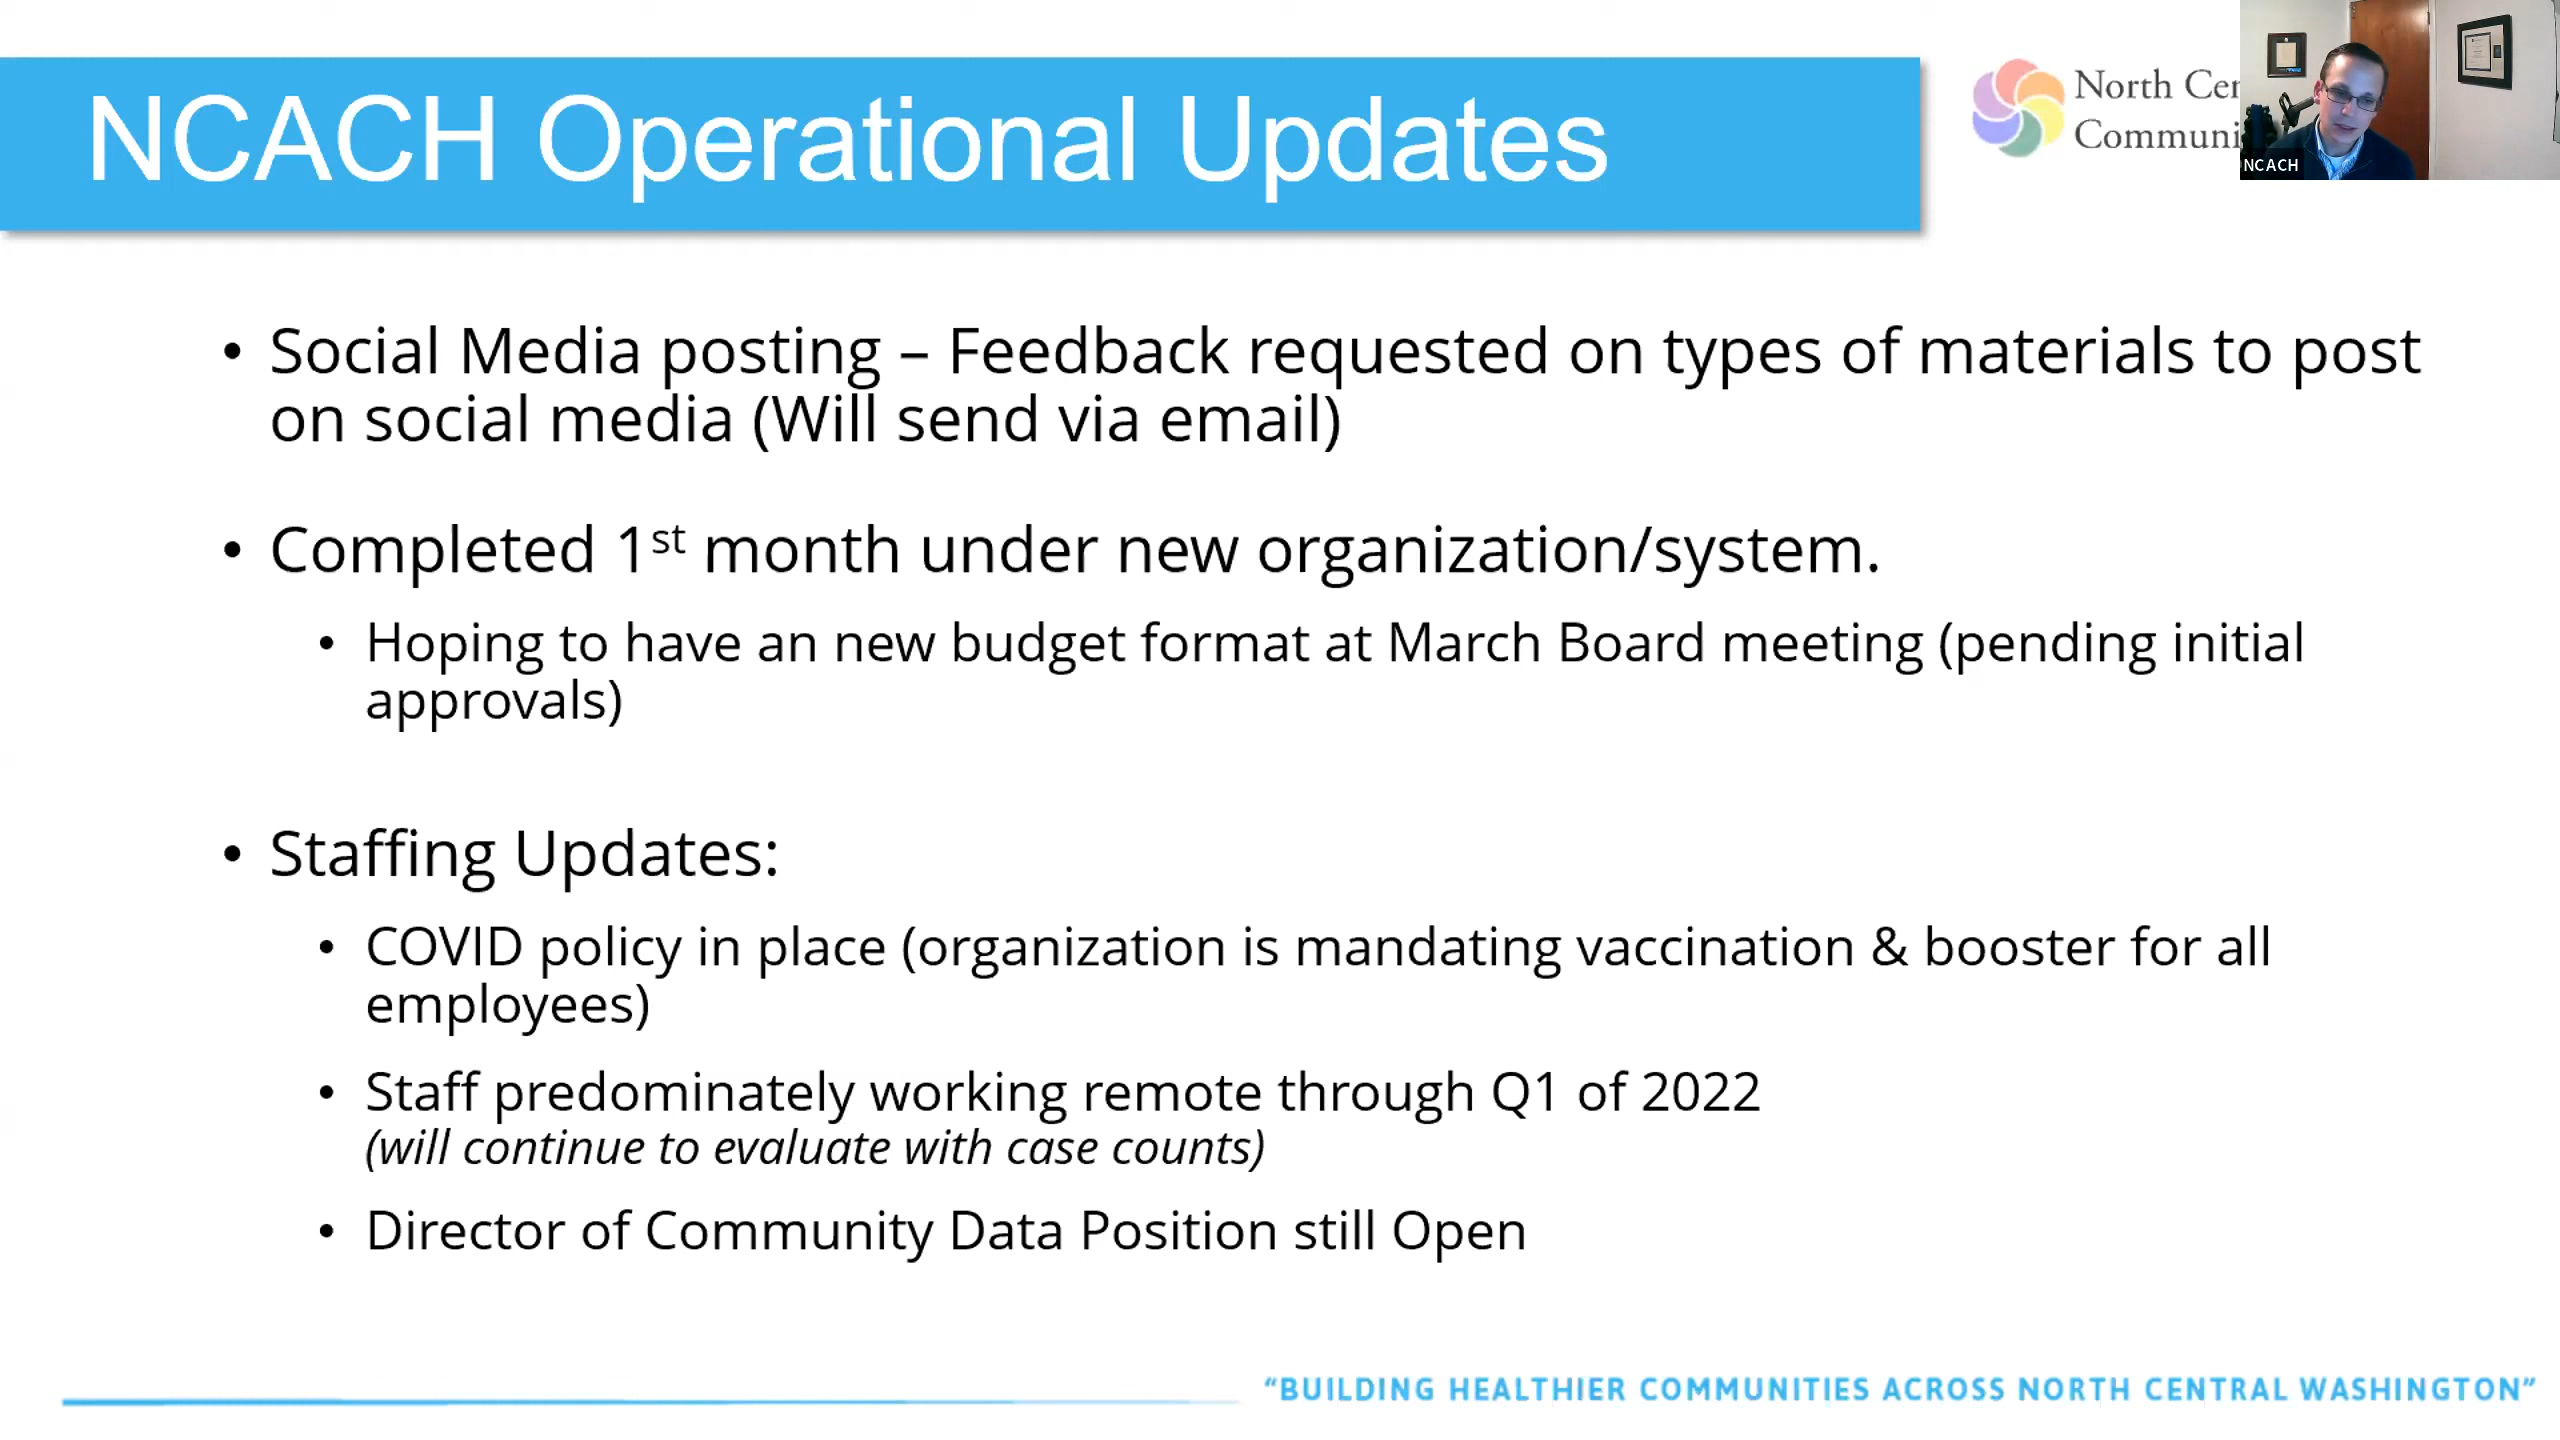 NCACH Operational Updates
North Cen
Communi
NCACH
• Social Media posting – Feedback requested on types of materials to post
on social media (Will send via email)
• Completed 1st month under new organization/system.
• Hoping to have an new budget format at March Board meeting (pending initial
approvals)
• Staffing Updates:
• COVID policy in place (organization is mandating vaccination & booster for all
employees)
• Staff predominately working remote through Q1 of 2022
(will continue to evaluate with case counts)
• Director of Community Data Position still Open
“BUILDING HEALTHIER COMMUNITIES ACROSS NORTH CENTRAL WASHINGTON”